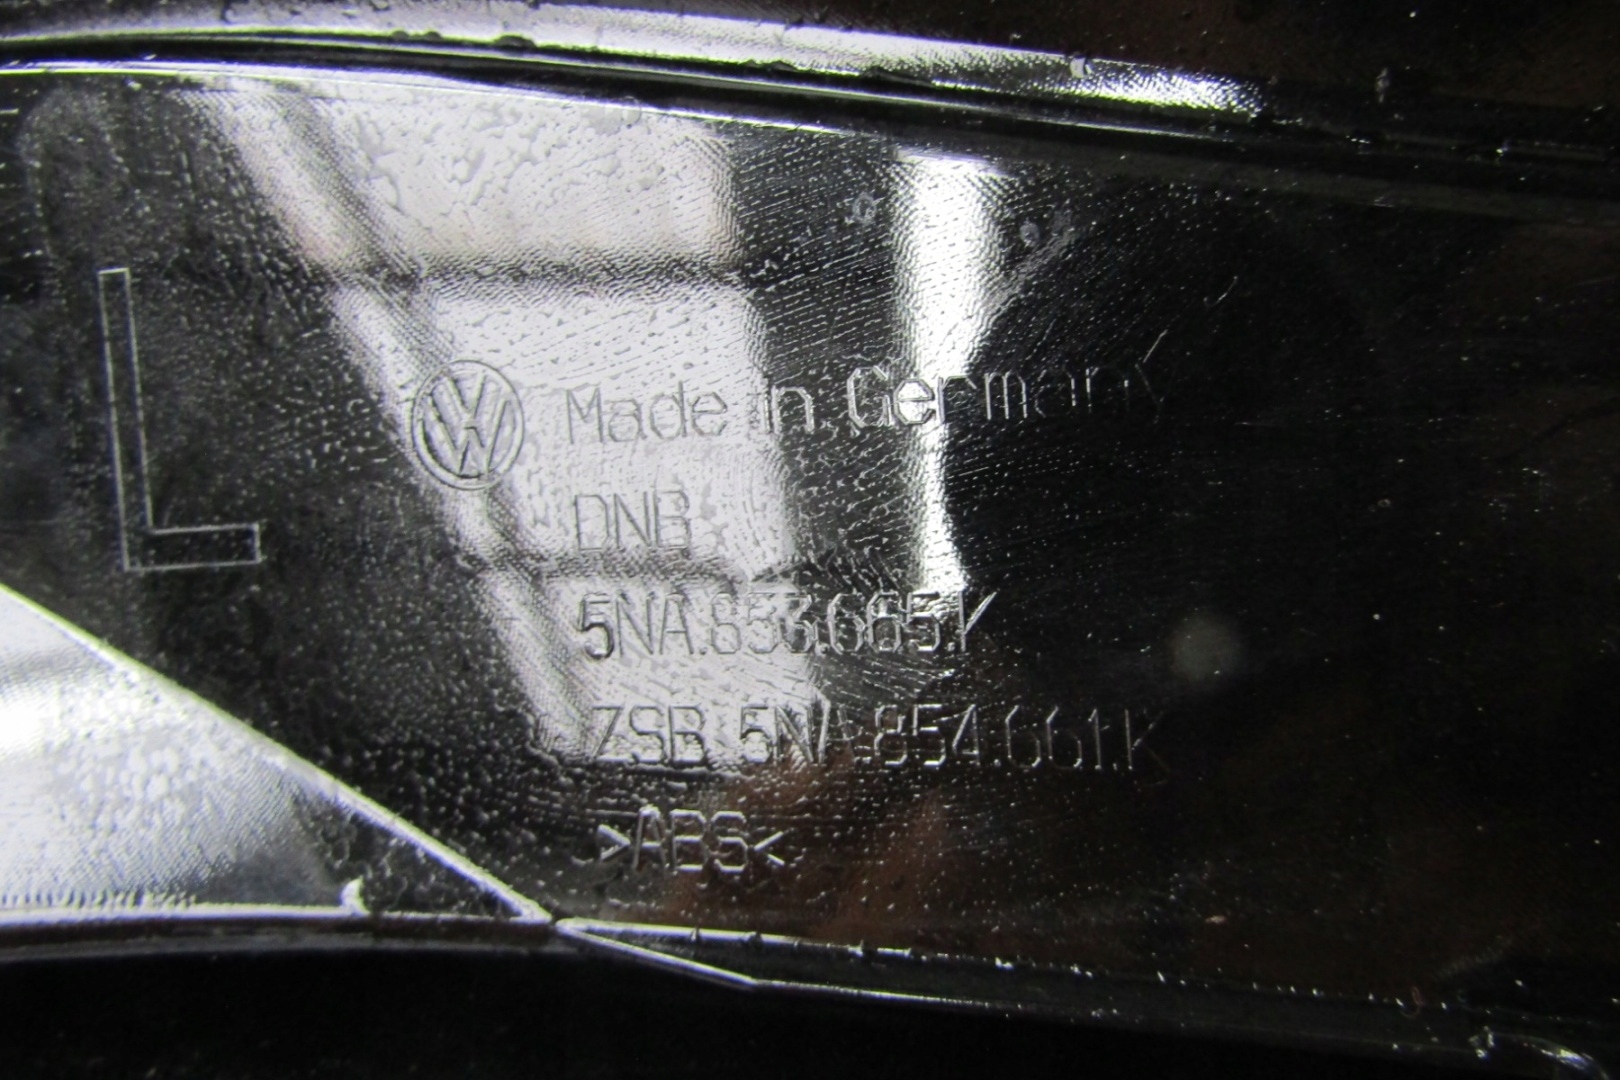 L
Made in Germany
DNB
5NA.853.665.K
ZSB 5NA.854.661.K
>ABS<